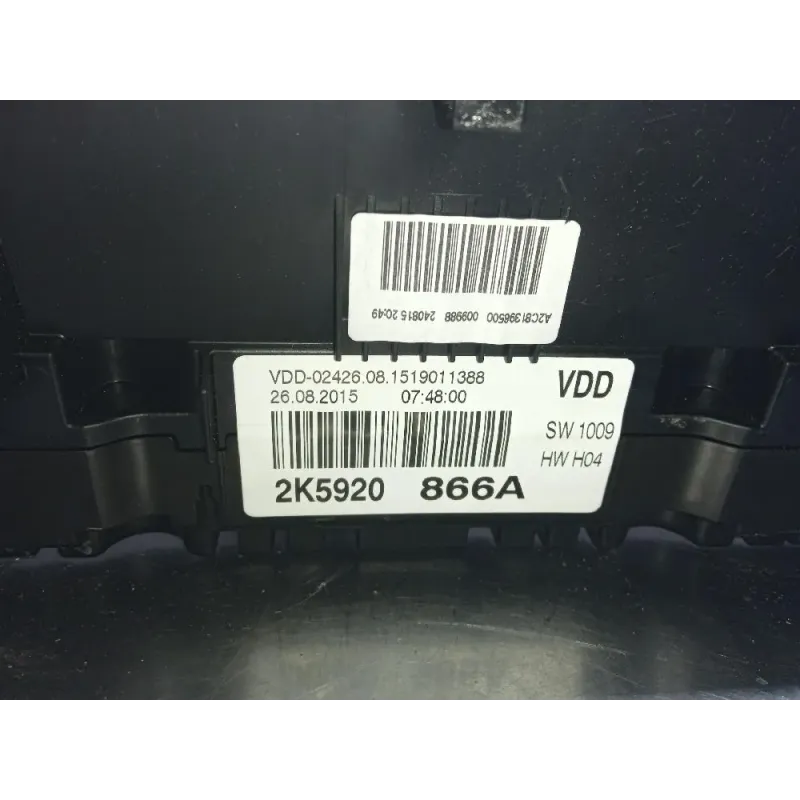 A2C81396500 009988 240815 20:49
VDD-02426.08.1519011388
26.08.2015 07:48:00
VDD
SW 1009
HW H04
2K5920 866A